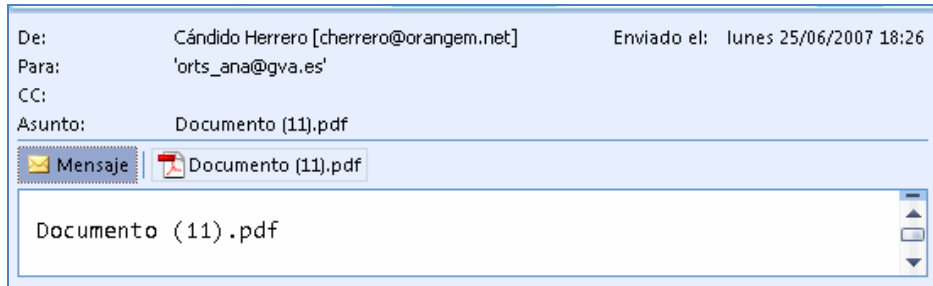 De: Cándido Herrero [cherrero@orangem.net] Enviado el: lunes 25/06/2007 18:26
Para: 'orts_ana@gva.es'
CC:
Asunto: Documento (11).pdf
Mensaje Documento (11).pdf
Documento (11).pdf